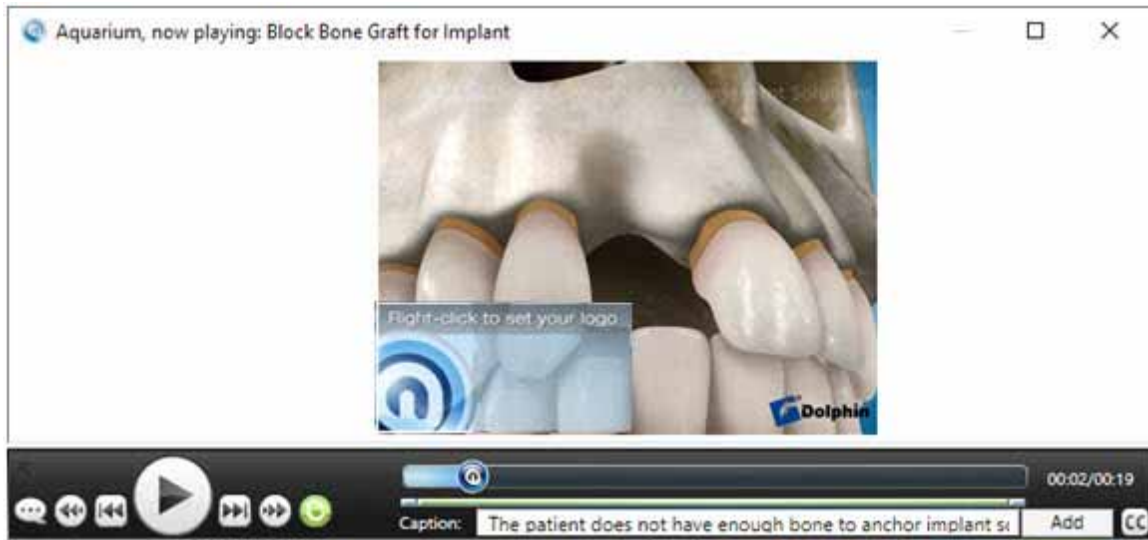 Aquarium, now playing: Block Bone Graft for Implant
Right-click to set your logo
Dolphin
00:02/00:19
Caption:
The patient does not have enough bone to anchor implant
Add
CC